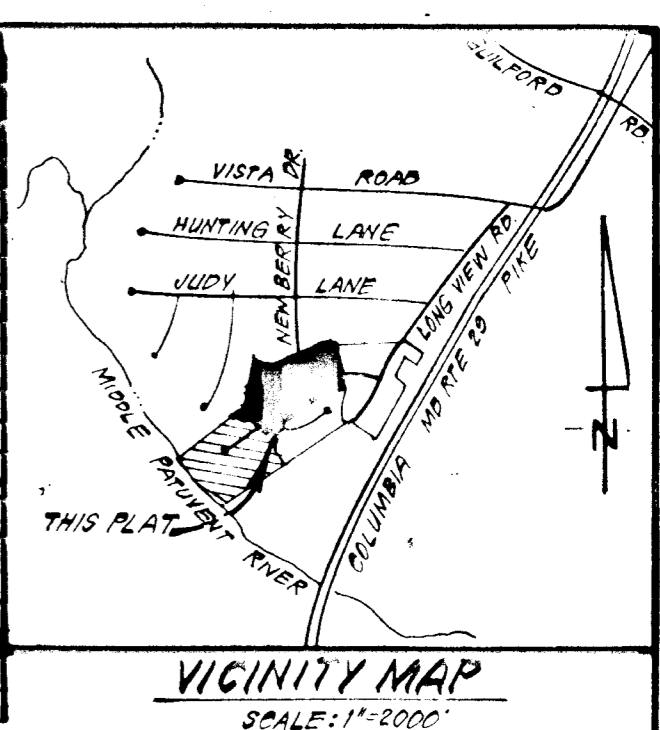 GUILFORD RD.
VISTA ROAD
NEWBERRY DR.
HUNTING LANE
JUDY LANE
LONG VIEW RD.
COLUMBIA MD RTE 29 PIKE
MIDDLE PATUXENT RIVER
THIS PLAT
N
VICINITY MAP
SCALE: 1"=2000'